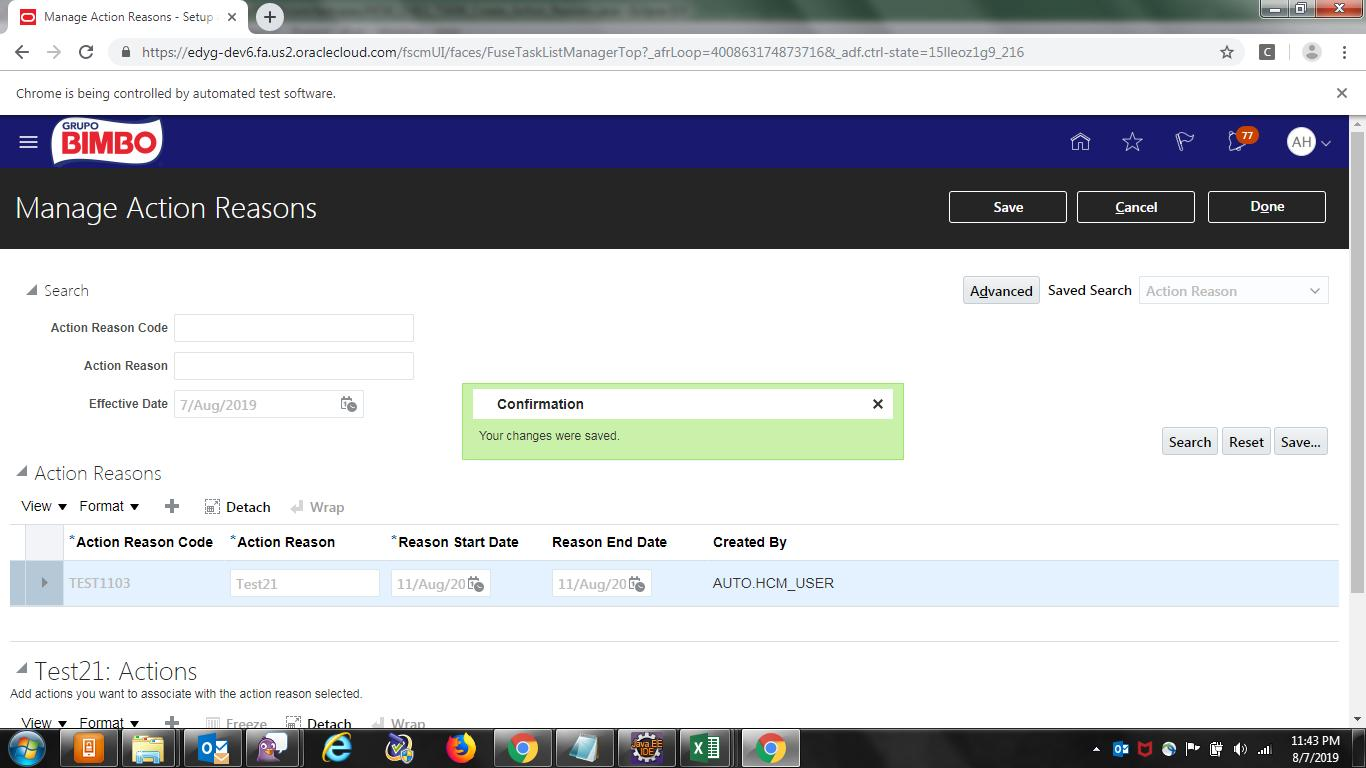 Manage Action Reasons - Setup
https://edyg-dev6.fa.us2.oraclecloud.com/fscmUI/faces/FuseTaskListManagerTop?_afrLoop=400863174873716&_adf.ctrl-state=15lleoz1g9_216
C
Chrome is being controlled by automated test software.
GRUPO
BIMBO
77
AH
Manage Action Reasons
Save
Cancel
Done
Search
Advanced
Saved Search
Action Reason
Action Reason Code
Action Reason
Effective Date
7/Aug/2019
Confirmation
Your changes were saved.
Search
Reset
Save...
Action Reasons
View
Format
Detach
Wrap
*Action Reason Code
*Action Reason
*Reason Start Date
Reason End Date
Created By
TEST1103
Test21
11/Aug/20
11/Aug/20
AUTO.HCM_USER
Test21: Actions
Add actions you want to associate with the action reason selected.
View
Format
Freeze
Detach
Wrap
Java EE
IDE
11:43 PM
8/7/2019